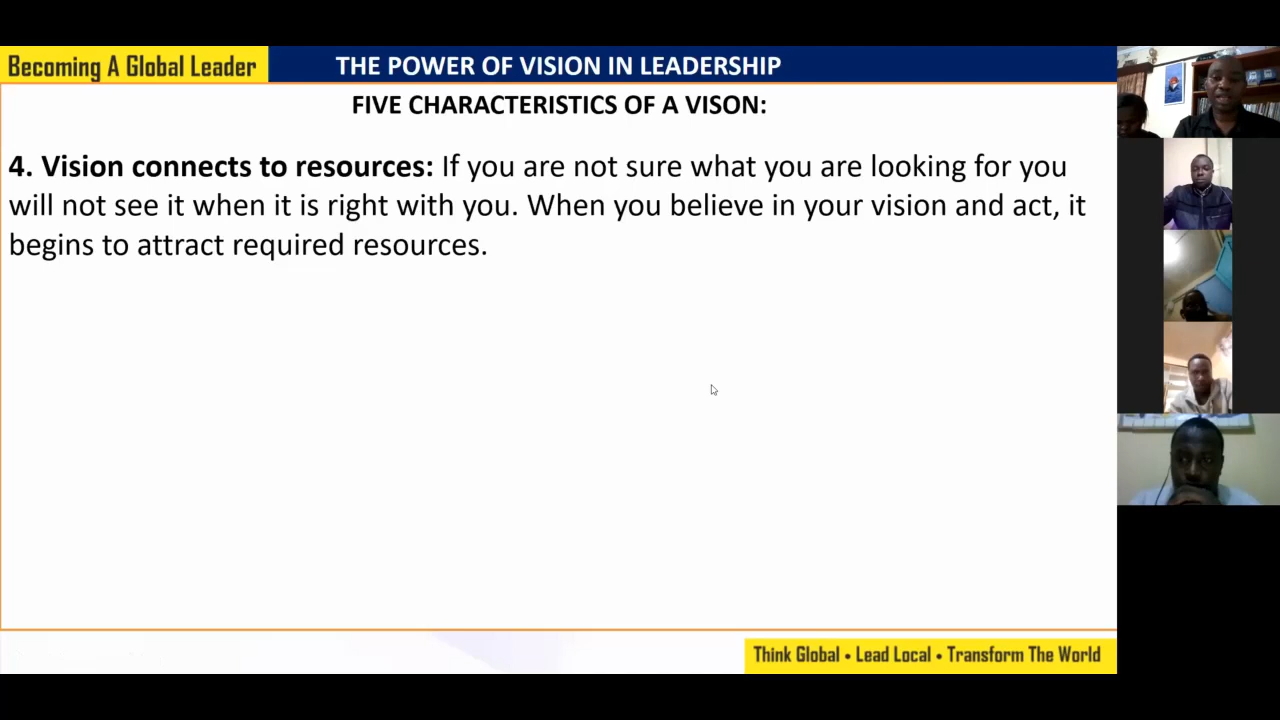 Becoming A Global Leader
THE POWER OF VISION IN LEADERSHIP
FIVE CHARACTERISTICS OF A VISON:
4. Vision connects to resources: If you are not sure what you are looking for you
will not see it when it is right with you. When you believe in your vision and act, it
begins to attract required resources.
Think Global • Lead Local • Transform The World